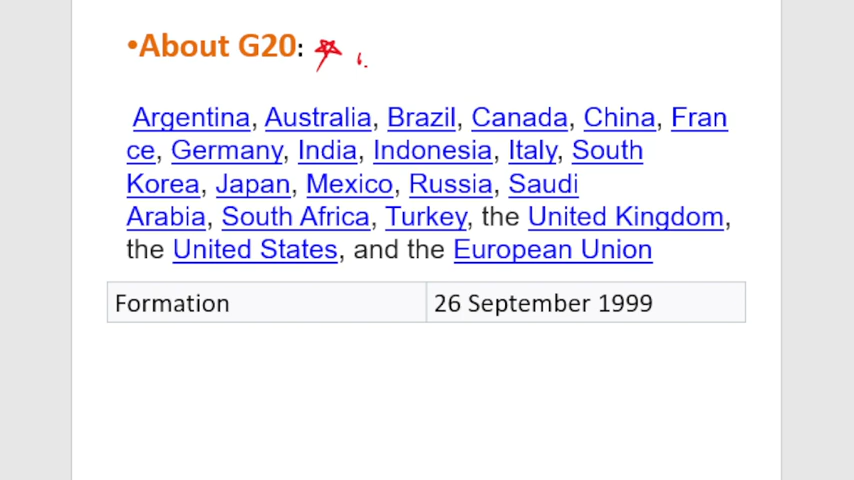 •About G20:
Argentina, Australia, Brazil, Canada, China, Fran
ce, Germany, India, Indonesia, Italy, South
Korea, Japan, Mexico, Russia, Saudi
Arabia, South Africa, Turkey, the United Kingdom,
the United States, and the European Union
Formation 26 September 1999